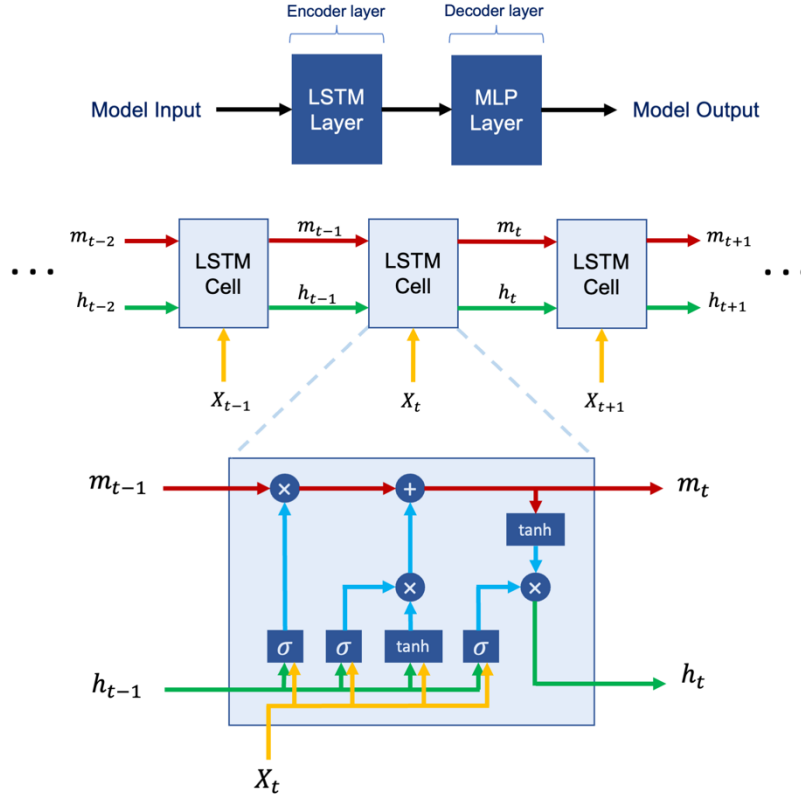 Encoder layer Decoder layer
Model Input LSTM Layer MLP Layer Model Output
m_{t-2} m_{t-1} m_t m_{t+1}
... LSTM Cell LSTM Cell LSTM Cell ...
h_{t-2} h_{t-1} h_t h_{t+1}
X_{t-1} X_t X_{t+1}
m_{t-1} × + m_t
tanh
× ×
σ σ tanh σ
h_{t-1} h_t
X_t